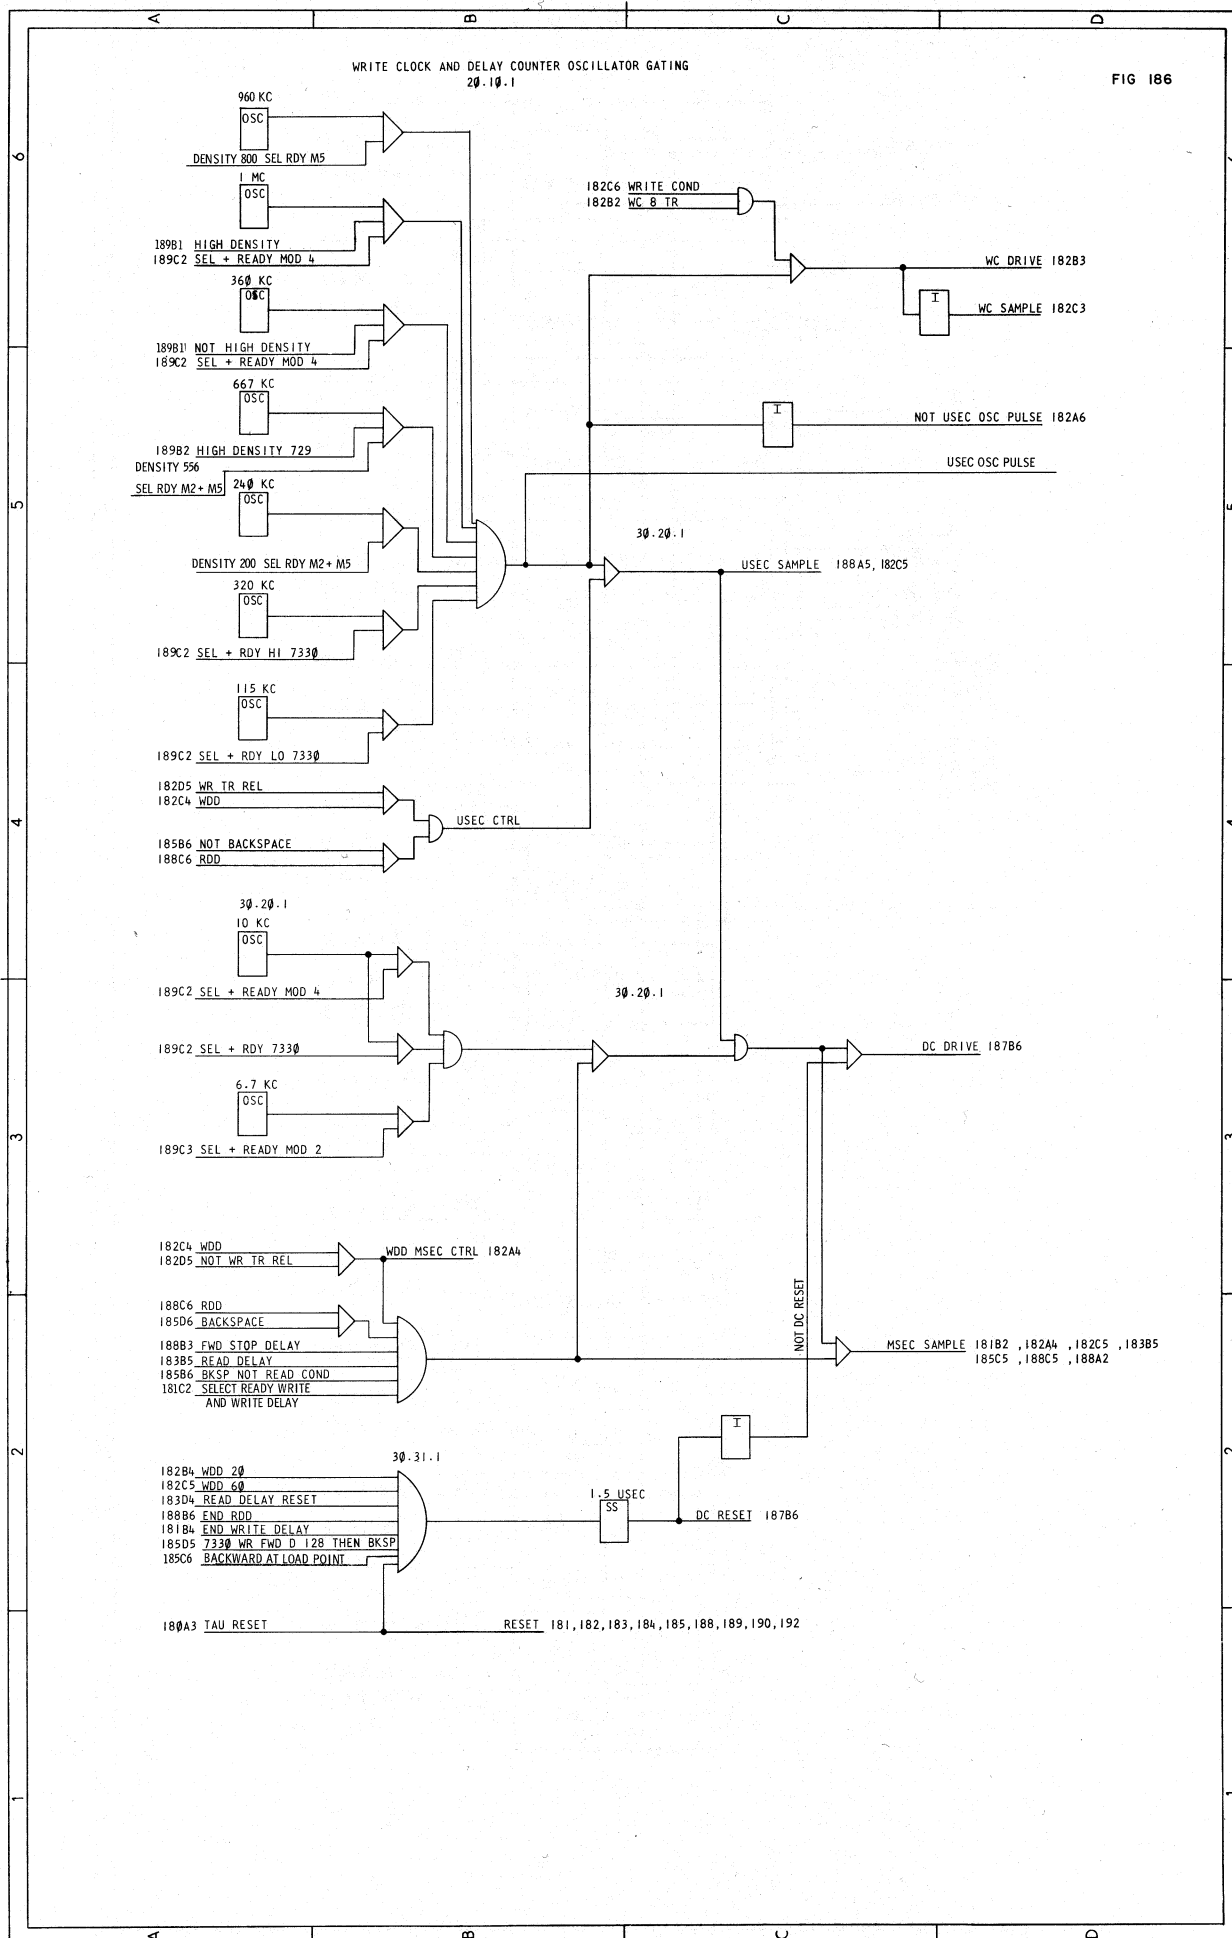 A B C D
WRITE CLOCK AND DELAY COUNTER OSCILLATOR GATING
20.10.1
FIG 186
960 KC
OSC
DENSITY 800 SEL RDY M5
6
1 MC
OSC
182C6 WRITE COND
182B2 WC 8 TR
189B1 HIGH DENSITY
189C2 SEL + READY MOD 4
WC DRIVE 182B3
360 KC
OSC
I
WC SAMPLE 182C3
189B1 NOT HIGH DENSITY
189C2 SEL + READY MOD 4
667 KC
OSC
I
NOT USEC OSC PULSE 182A6
189B2 HIGH DENSITY 729
DENSITY 556
SEL RDY M2 + M5
USEC OSC PULSE
240 KC
OSC
5
30.20.1
DENSITY 200 SEL RDY M2 + M5
USEC SAMPLE 188A5, 182C5
320 KC
OSC
189C2 SEL + RDY HI 7330
115 KC
OSC
189C2 SEL + RDY LO 7330
182D5 WR TR REL
182C4 WDD
4
USEC CTRL
185B6 NOT BACKSPACE
188C6 RDD
30.20.1
10 KC
OSC
189C2 SEL + READY MOD 4
30.20.1
189C2 SEL + RDY 7330
DC DRIVE 187B6
6.7 KC
OSC
3
189C3 SEL + READY MOD 2
182C4 WDD
182D5 NOT WR TR REL
WDD MSEC CTRL 182A4
NOT DC RESET
188C6 RDD
185D6 BACKSPACE
188B3 FWD STOP DELAY
183B5 READ DELAY
185B6 BKSP NOT READ COND
181C2 SELECT READY WRITE
AND WRITE DELAY
MSEC SAMPLE 181B2 ,182A4 ,182C5 ,183B5
185C5 ,188C5 ,188A2
I
2
30.31.1
182B4 WDD 20
182C5 WDD 60
183D4 READ DELAY RESET
188B6 END RDD
181B4 END WRITE DELAY
185D5 7330 WR FWD D 128 THEN BKSP
185C6 BACKWARD AT LOAD POINT
1.5 USEC
SS
DC RESET 187B6
180A3 TAU RESET
RESET 181,182,183,184,185,188,189,190,192
1
A B C D